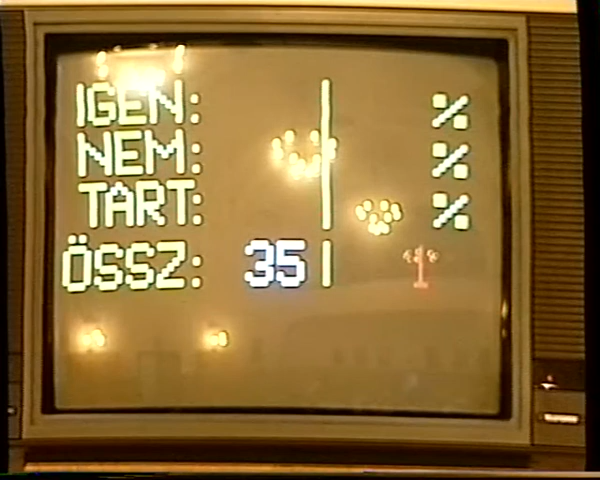 IGEN: | %
NEM: | %
TART: | %
ÖSSZ: 35 |